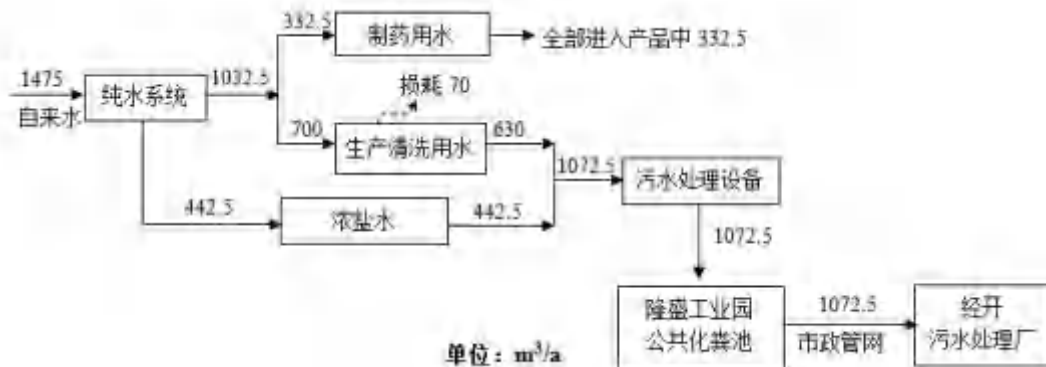 332.5
制药用水
全部进入产品中 332.5
1475
自来水
纯水系统
1032.5
损耗 70
700
生产清洗用水
630
1072.5
污水处理设备
442.5
浓盐水
442.5
1072.5
隆盛工业园
公共化粪池
1072.5
市政管网
经开
污水处理厂
单位：m³/a